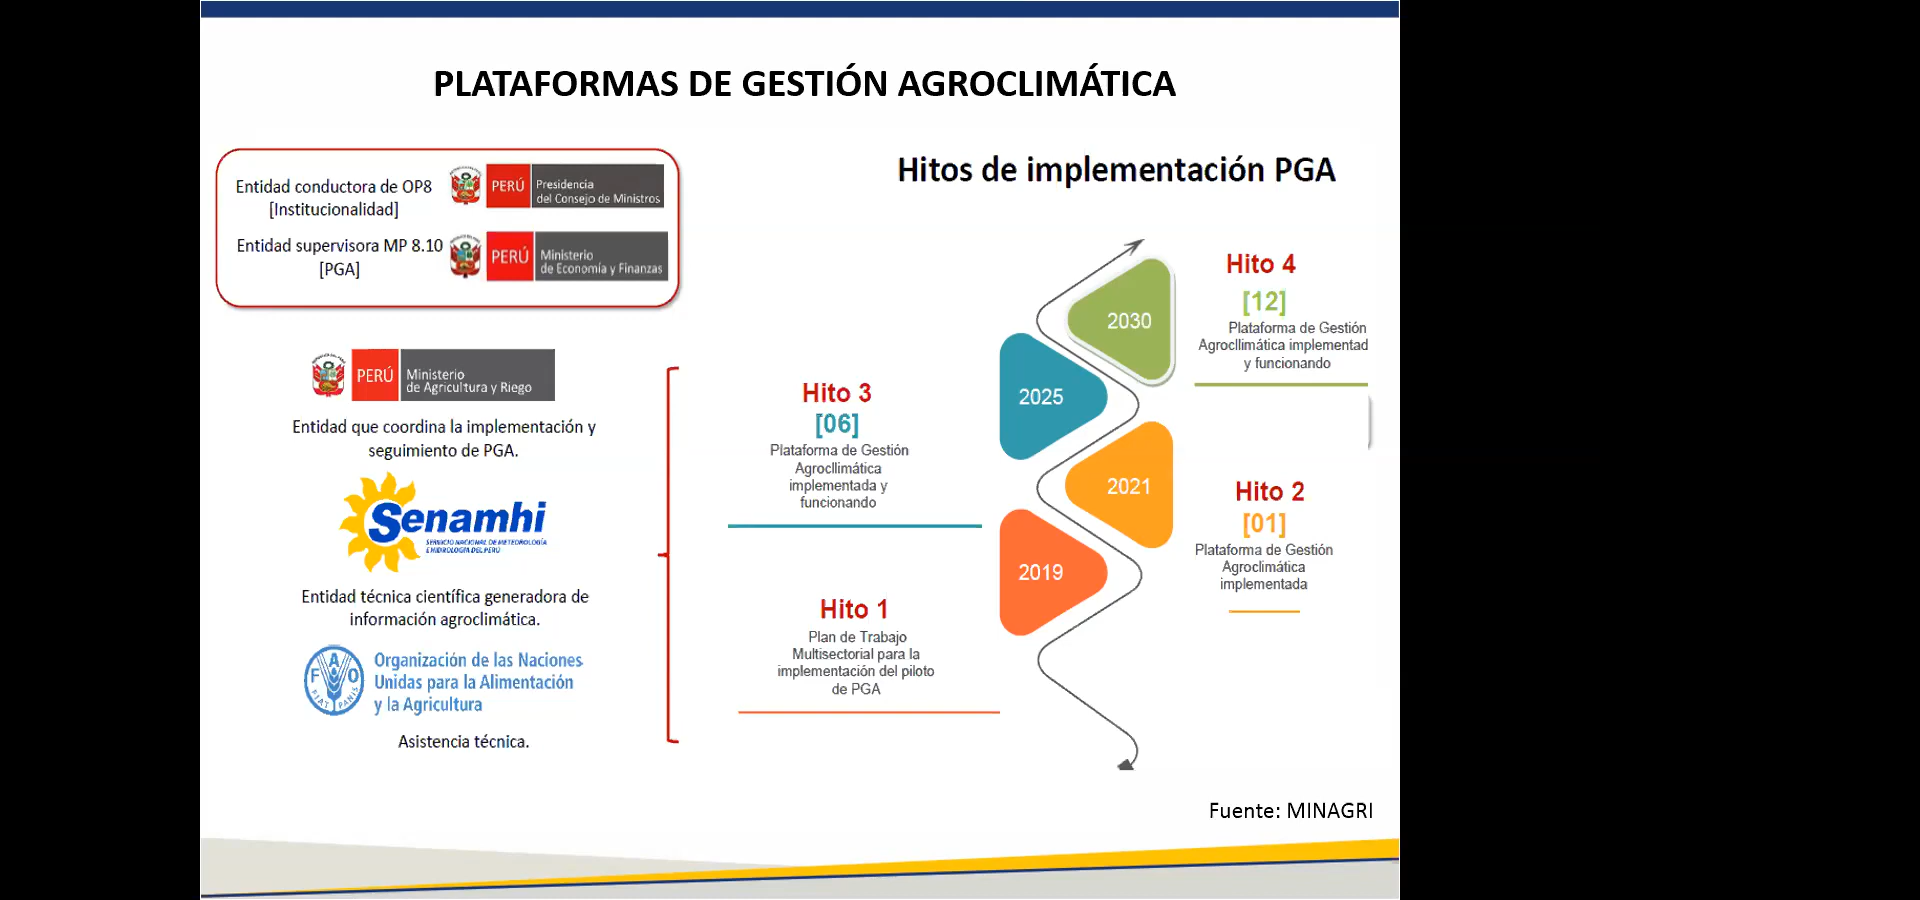 PLATAFORMAS DE GESTIÓN AGROCLIMÁTICA
Entidad conductora de OP8
[Institucionalidad]
PERÚ
Presidencia
del Consejo de Ministros
Entidad supervisora MP 8.10
[PGA]
PERÚ
Ministerio
de Economía y Finanzas
PERÚ
Ministerio
de Agricultura y Riego
Entidad que coordina la implementación y
seguimiento de PGA.
Senamhi
SERVICIO NACIONAL DE METEOROLOGÍA
E HIDROLOGÍA DEL PERÚ
Entidad técnica científica generadora de
información agroclimática.
F A O
FIAT PANIS
Organización de las Naciones
Unidas para la Alimentación
y la Agricultura
Asistencia técnica.
Hitos de implementación PGA
Hito 4
[12]
Plataforma de Gestión
Agrocllimática implementad
y funcionando
2030
2025
2021
2019
Hito 3
[06]
Plataforma de Gestión
Agrocllimática
implementada y
funcionando
Hito 2
[01]
Plataforma de Gestión
Agroclimática
implementada
Hito 1
Plan de Trabajo
Multisectorial para la
implementación del piloto
de PGA
Fuente: MINAGRI